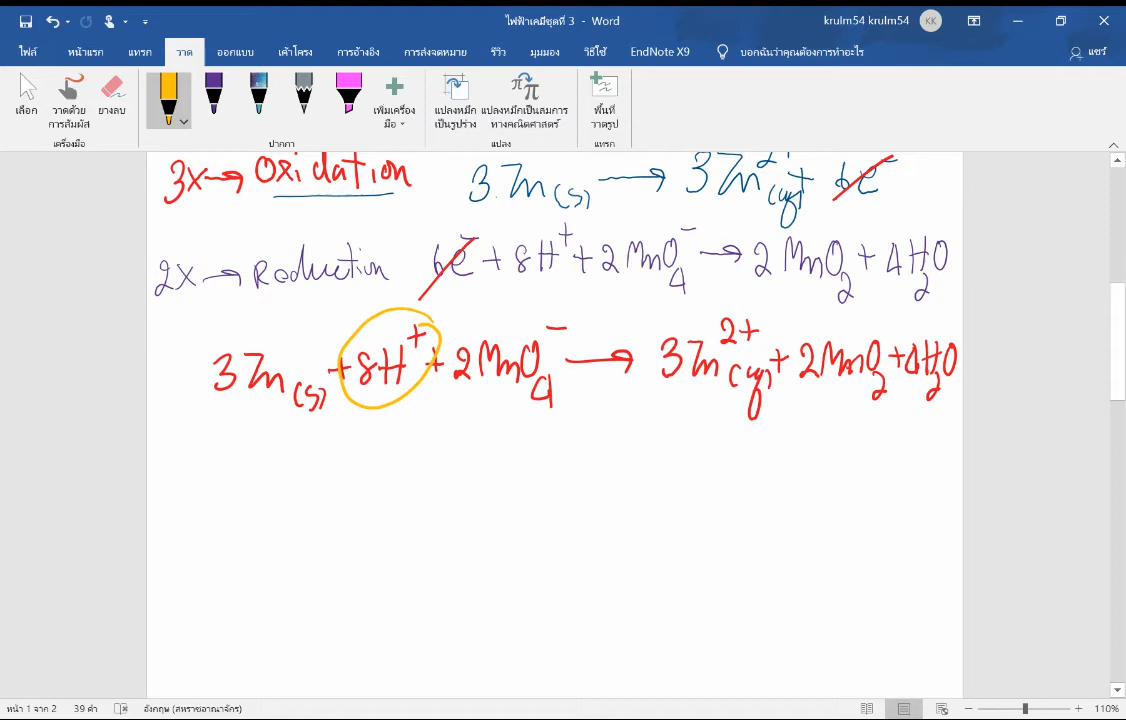 ไฟฟ้าเคมีชุดที่ 3 - Word
krulm54 krulm54
KK
ไฟล์ หน้าแรก แทรก วาด ออกแบบ เค้าโครง การอ้างอิง การส่งจดหมาย รีวิว มุมมอง วิธีใช้ EndNote X9 บอกฉันว่าคุณต้องการทำอะไร แชร์
เลือก วาดด้วยการสัมผัส ยางลบ เพิ่มเครื่องมือ แปลงหมึกเป็นรูปร่าง แปลงหมึกเป็นสมการทางคณิตศาสตร์ พื้นที่วาดรูป
เครื่องมือ ปากกา แปลง แทรก
3x→ Oxidation 3Zn(s) → 3Zn²⁺(aq) + 6e⁻
2x → Reduction 6e⁻ + 8H⁺ + 2MnO₄⁻ → 2MnO₂ + 4H₂O
3Zn(s) + 8H⁺ + 2MnO₄⁻ → 3Zn²⁺(aq) + 2MnO₂ + 4H₂O
หน้า 1 จาก 2 39 คำ อังกฤษ (สหราชอาณาจักร) 110%